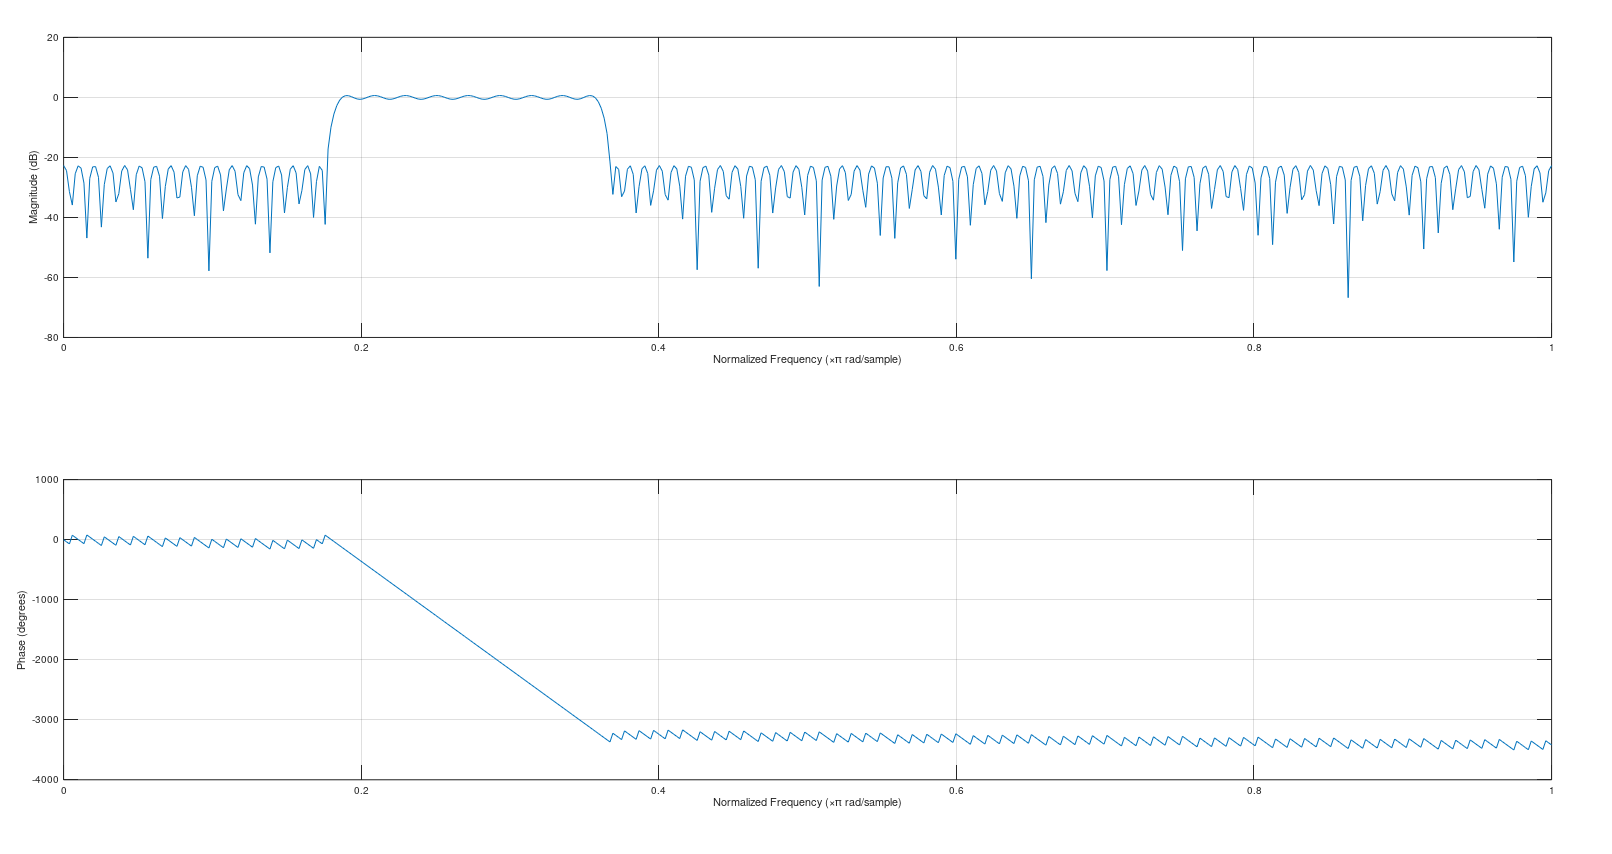 20
0
-20
-40
-60
-80
Magnitude (dB)
0 0.2 0.4 0.6 0.8 1
Normalized Frequency (×π rad/sample)
1000
0
-1000
-2000
-3000
-4000
Phase (degrees)
0 0.2 0.4 0.6 0.8 1
Normalized Frequency (×π rad/sample)